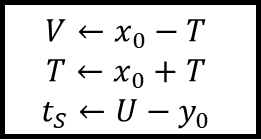 V ← x₀ − T
T ← x₀ + T
t_S ← U − y₀